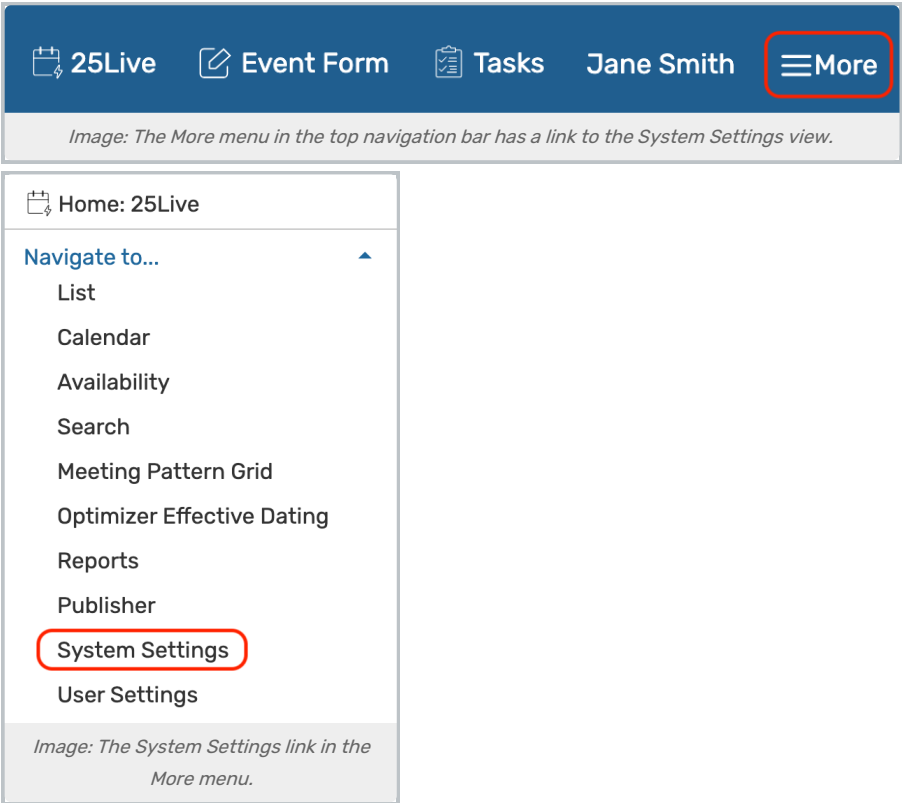 25Live Event Form Tasks Jane Smith More
Image: The More menu in the top navigation bar has a link to the System Settings view.
Home: 25Live
Navigate to...
List
Calendar
Availability
Search
Meeting Pattern Grid
Optimizer Effective Dating
Reports
Publisher
System Settings
User Settings
Image: The System Settings link in the
More menu.